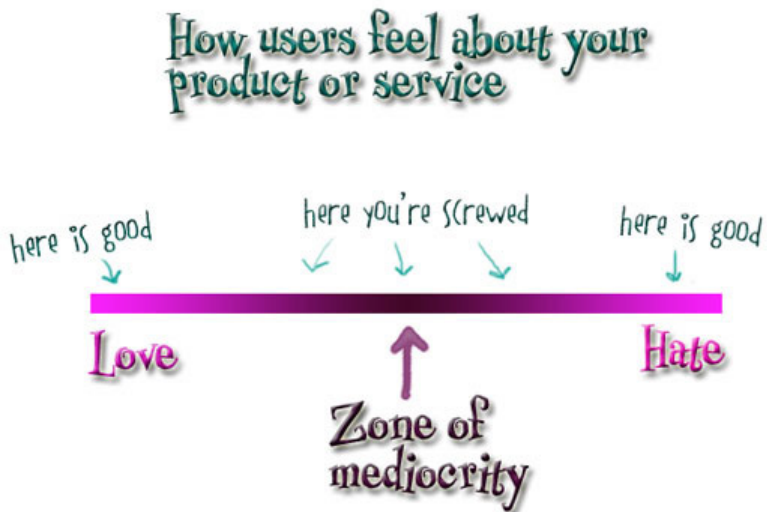 How users feel about your
product or service
here is good
here you're screwed
here is good
Love
Hate
Zone of
mediocrity